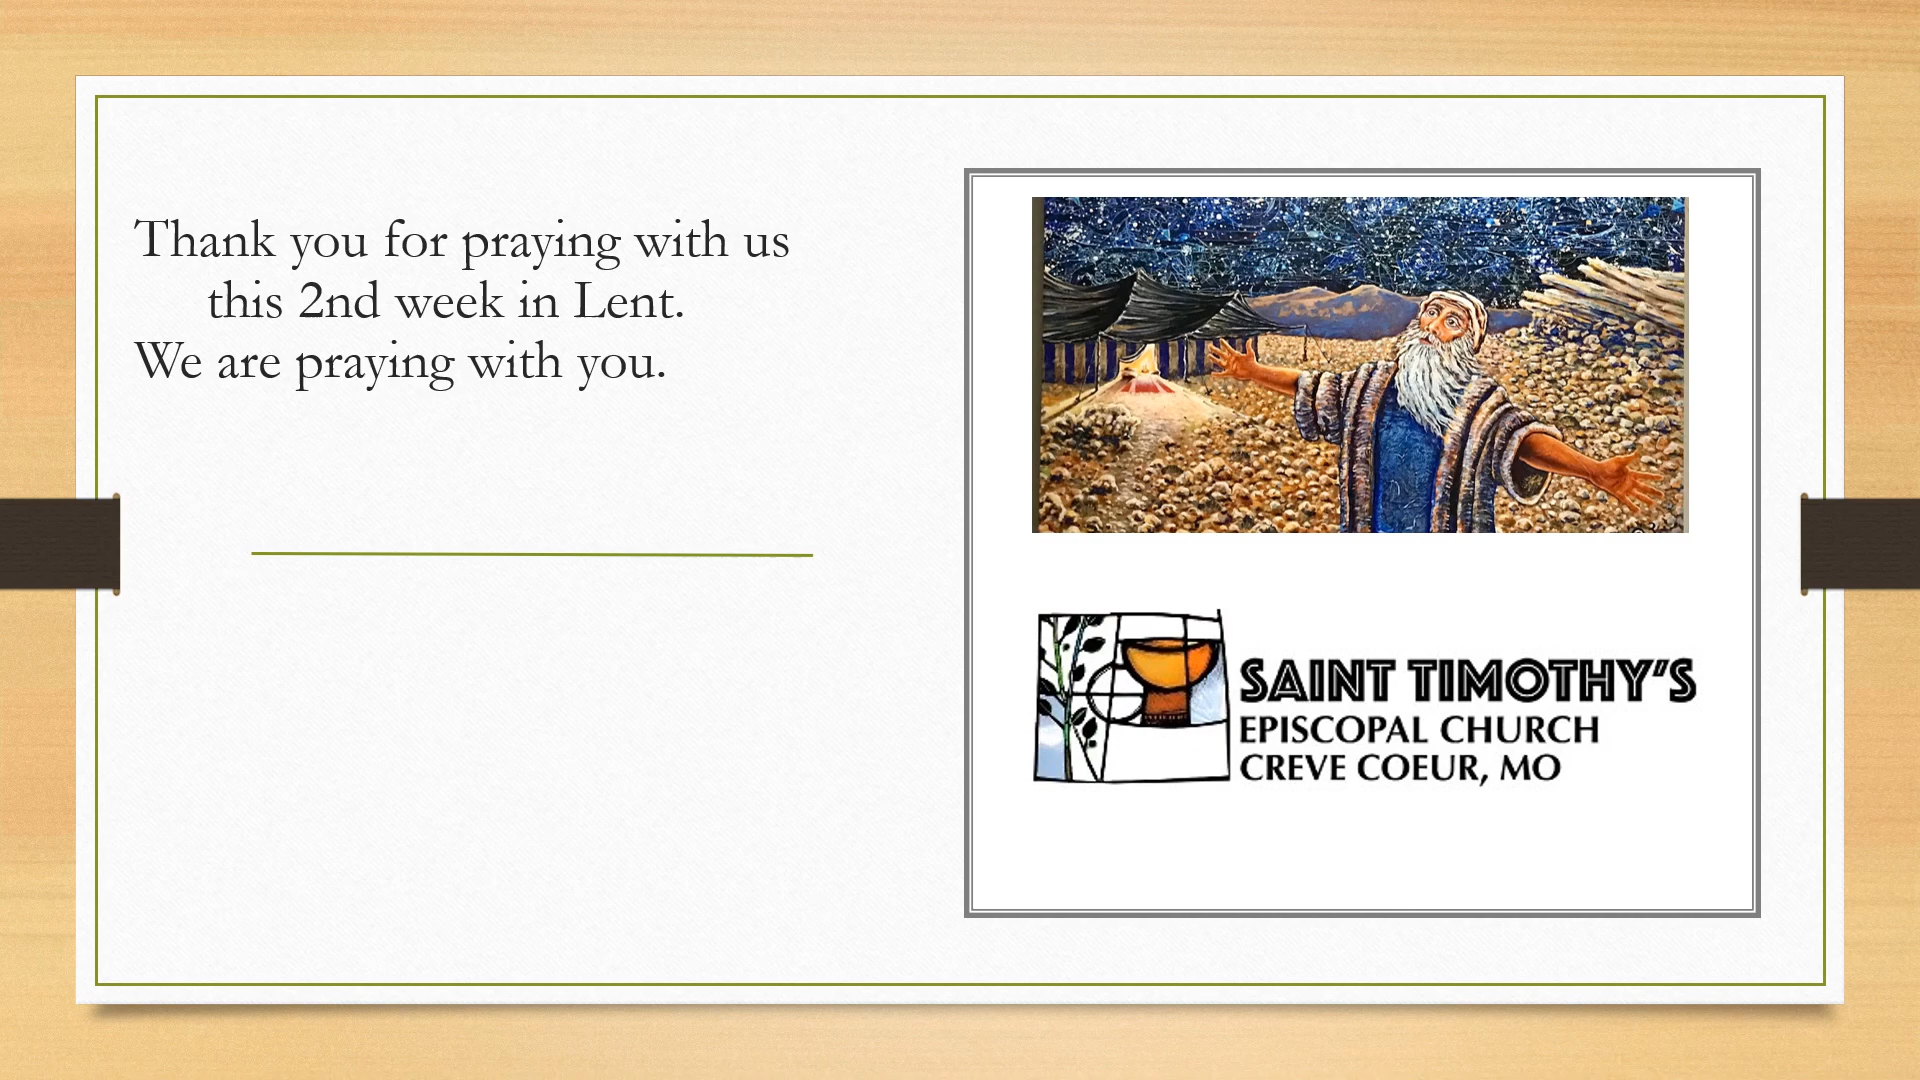 Thank you for praying with us
this 2nd week in Lent.
We are praying with you.
SAINT TIMOTHY'S
EPISCOPAL CHURCH
CREVE COEUR, MO